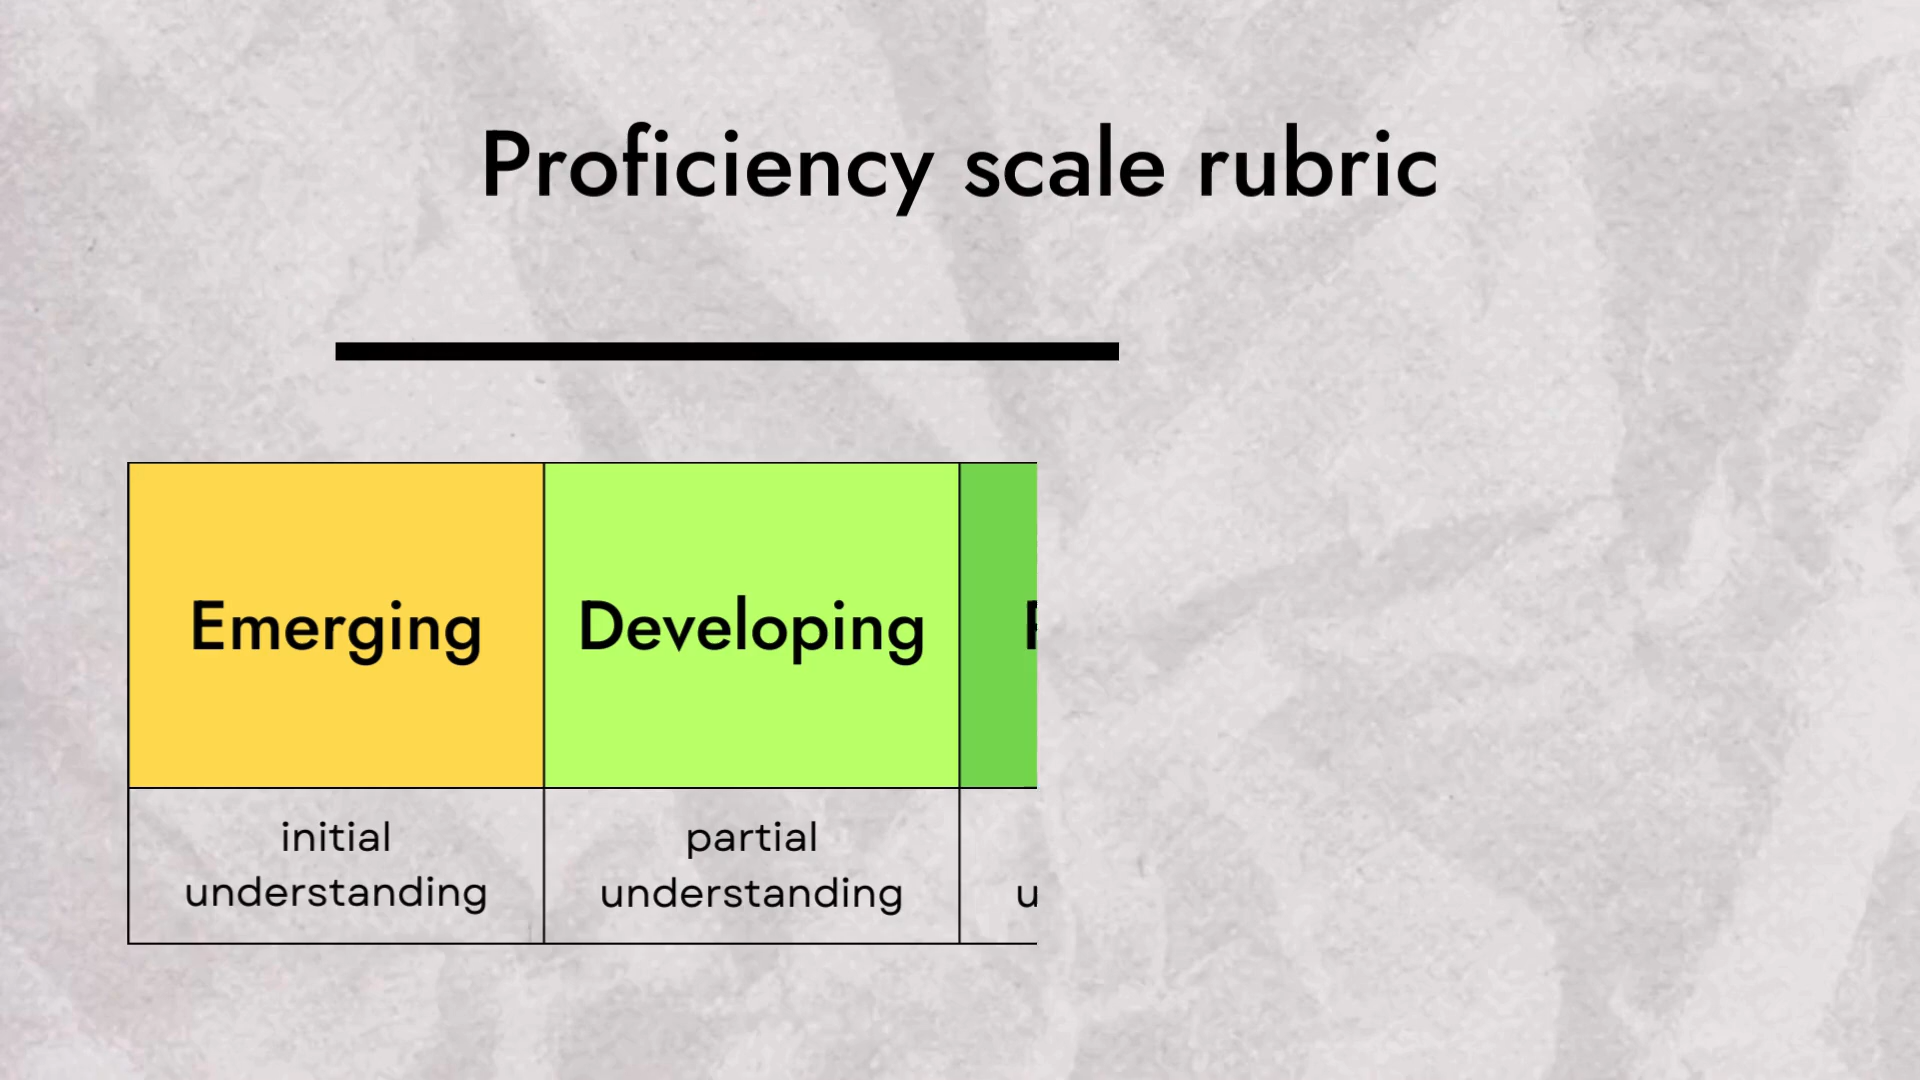 Proficiency scale rubric
Emerging
Developing
initial
understanding
partial
understanding